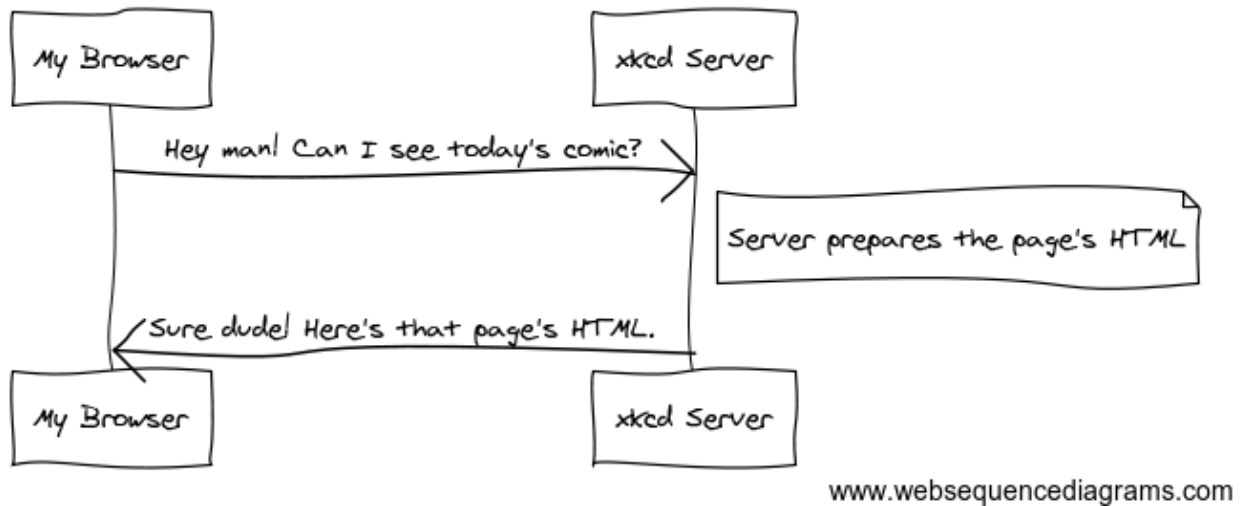 My Browser
xkcd Server
Hey man! Can I see today's comic?
Server prepares the page's HTML
Sure dude! Here's that page's HTML.
My Browser
xkcd Server
www.websequencediagrams.com